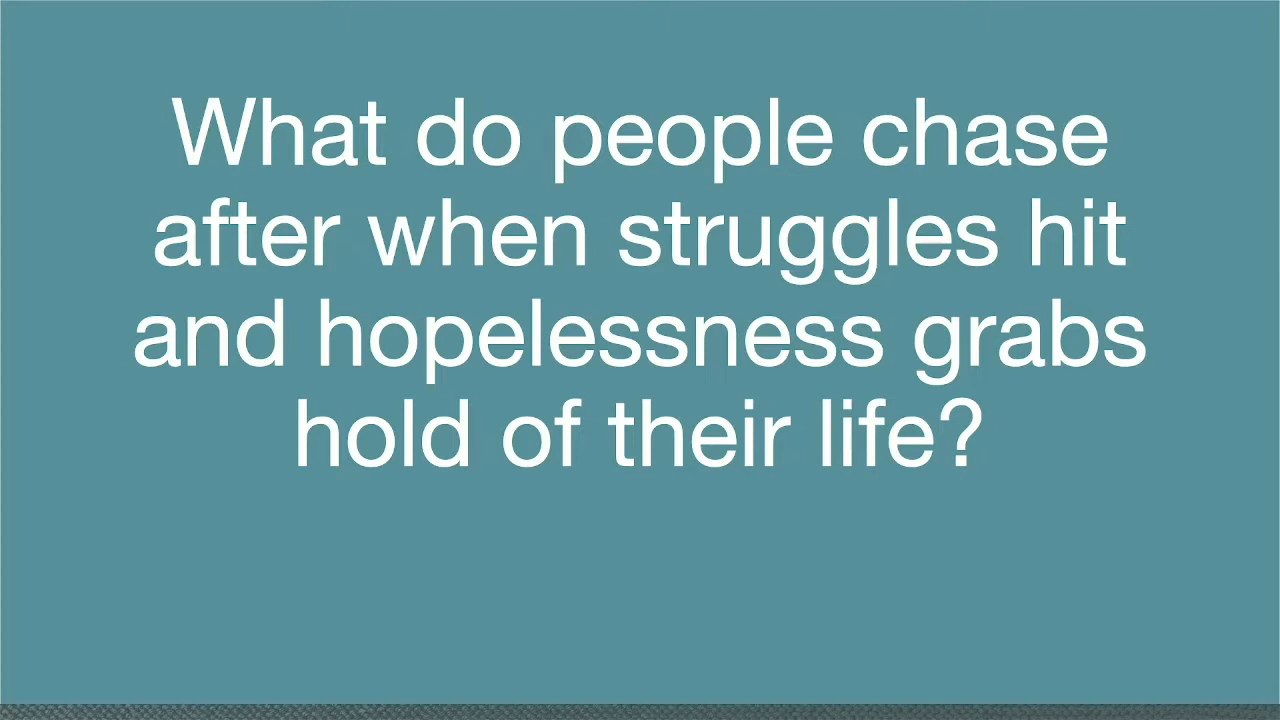 What do people chase
after when struggles hit
and hopelessness grabs
hold of their life?